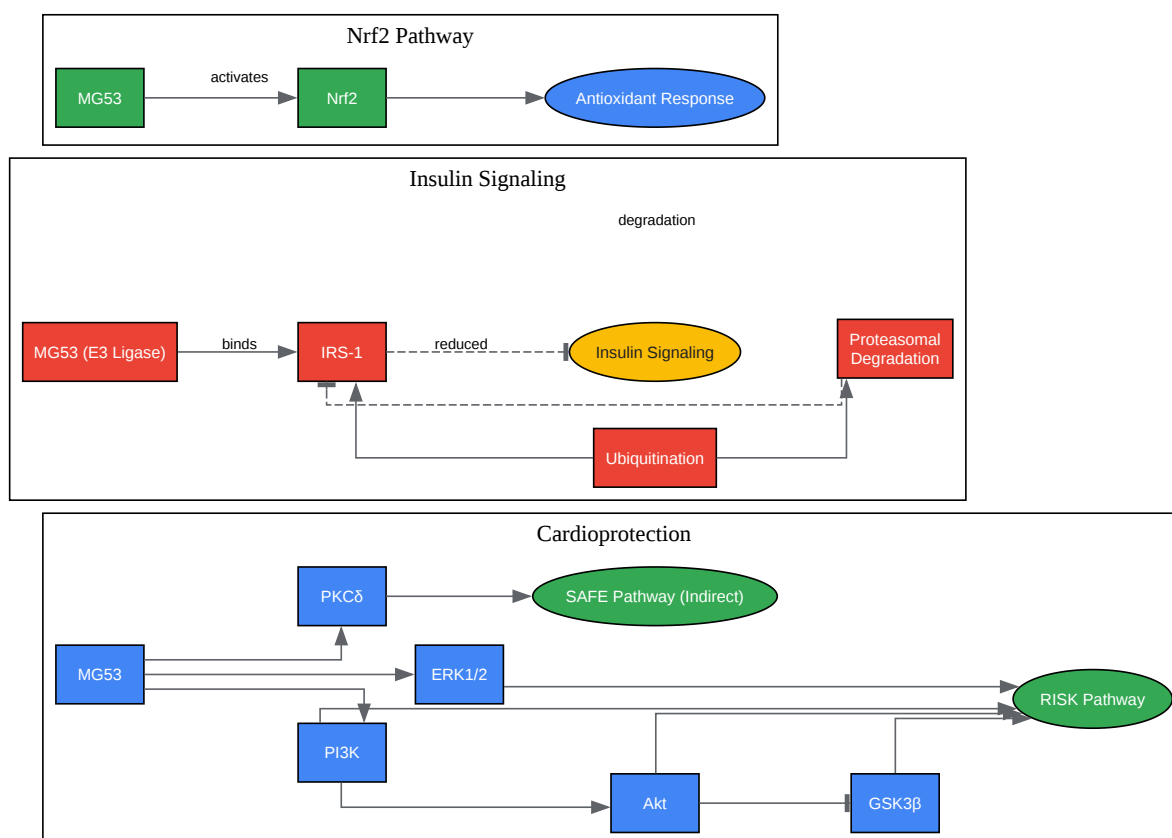 Nrf2 Pathway
activates
MG53
Nrf2
Antioxidant Response
Insulin Signaling
degradation
MG53 (E3 Ligase)
binds
IRS-1
reduced
Insulin Signaling
Proteasomal
Degradation
Ubiquitination
Cardioprotection
PKCδ
SAFE Pathway (Indirect)
MG53
ERK1/2
RISK Pathway
PI3K
Akt
GSK3β